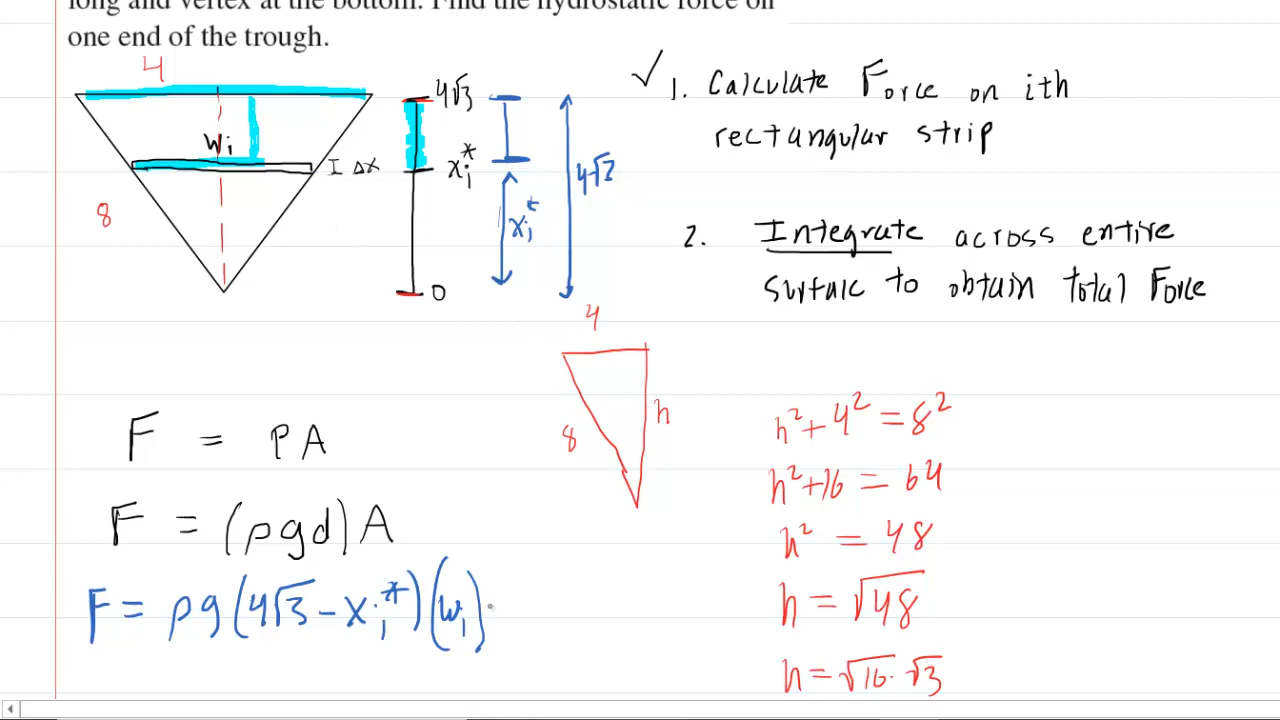 long and vertex at the bottom. Find the hydrostatic force on
one end of the trough.
4
4√3
✓ 1. Calculate Force on ith
rectangular strip
wi
I Δx
xi*
4√3
8
xi*
2. Integrate across entire
surface to obtain total Force
0
4
8
h
h²+4² = 8²
h²+16 = 64
h² = 48
h = √48
h = √16·√3
F = PA
F = (ρgd)A
F = ρg(4√3 − xi*)(wi)